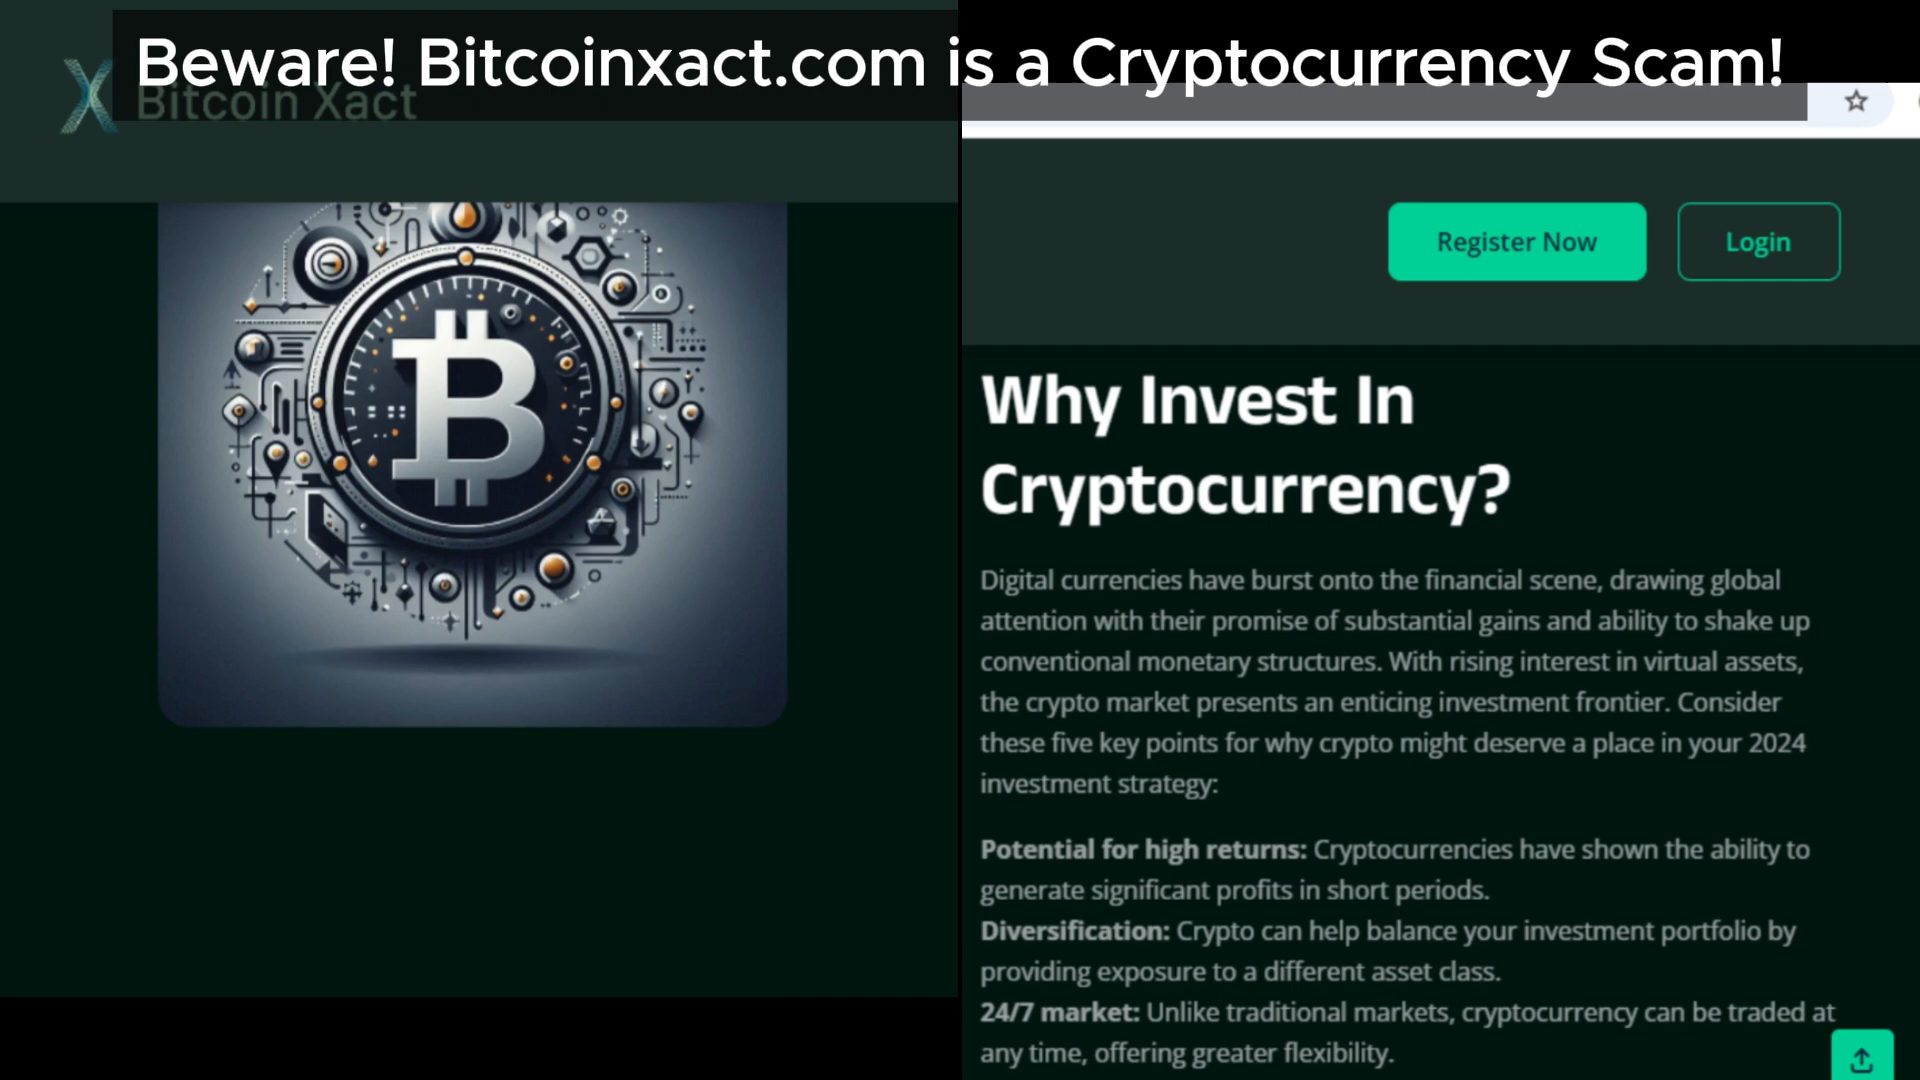 Beware! Bitcoinxact.com is a Cryptocurrency Scam!
Bitcoin Xact
Register Now
Login
Why Invest In
Cryptocurrency?
Digital currencies have burst onto the financial scene, drawing global
attention with their promise of substantial gains and ability to shake up
conventional monetary structures. With rising interest in virtual assets,
the crypto market presents an enticing investment frontier. Consider
these five key points for why crypto might deserve a place in your 2024
investment strategy:
Potential for high returns: Cryptocurrencies have shown the ability to
generate significant profits in short periods.
Diversification: Crypto can help balance your investment portfolio by
providing exposure to a different asset class.
24/7 market: Unlike traditional markets, cryptocurrency can be traded at
any time, offering greater flexibility.